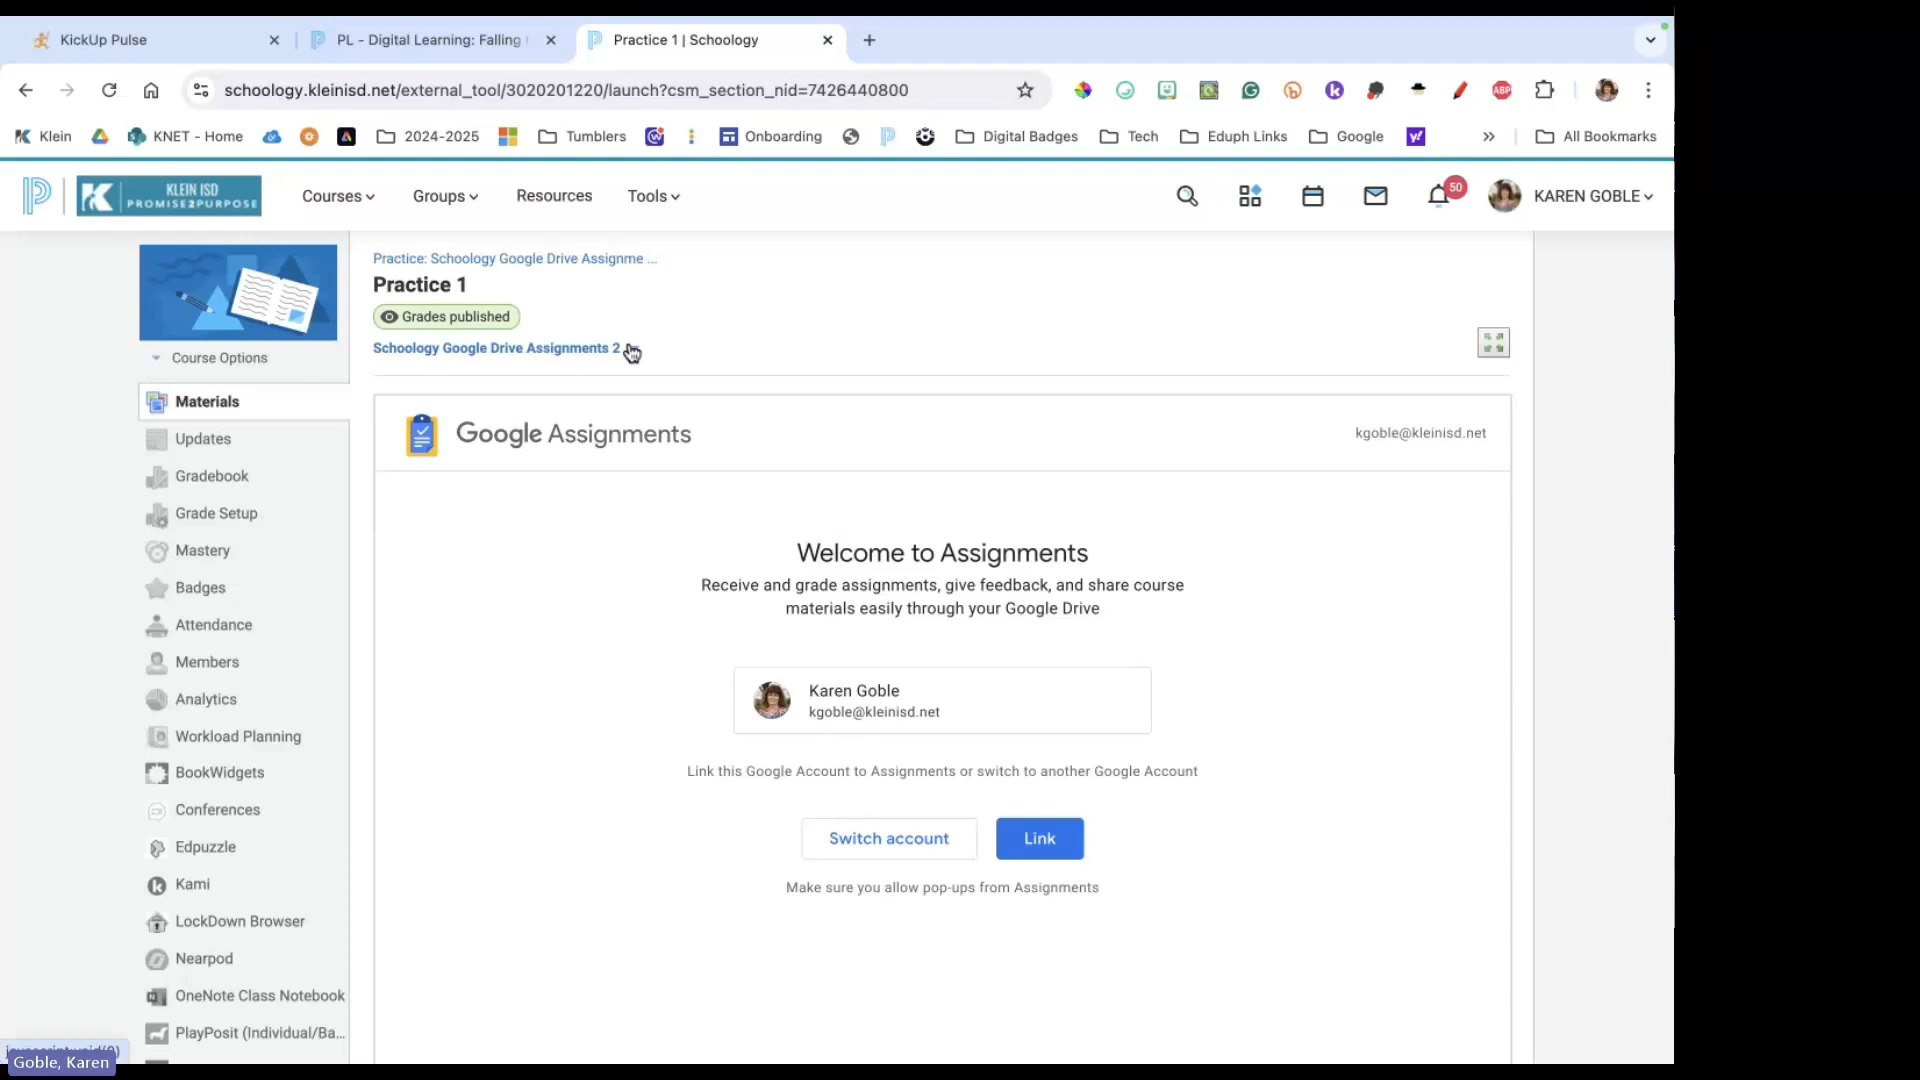 KickUp Pulse
PL - Digital Learning: Falling
Practice 1 | Schoology
schoology.kleinisd.net/external_tool/3020201220/launch?csm_section_nid=7426440800
ABP
Klein
KNET - Home
2024-2025
Tumblers
Onboarding
Digital Badges
Tech
Eduph Links
Google
All Bookmarks
KLEIN ISD
PROMISE2PURPOSE
Courses
Groups
Resources
Tools
50
KAREN GOBLE
Practice: Schoology Google Drive Assignme ...
Practice 1
Grades published
Schoology Google Drive Assignments 2
Course Options
Materials
Updates
Gradebook
Grade Setup
Mastery
Badges
Attendance
Members
Analytics
Workload Planning
BookWidgets
Conferences
Edpuzzle
Kami
LockDown Browser
Nearpod
OneNote Class Notebook
PlayPosit (Individual/Ba...
Google Assignments
kgoble@kleinisd.net
Welcome to Assignments
Receive and grade assignments, give feedback, and share course
materials easily through your Google Drive
Karen Goble
kgoble@kleinisd.net
Link this Google Account to Assignments or switch to another Google Account
Switch account
Link
Make sure you allow pop-ups from Assignments
Goble, Karen